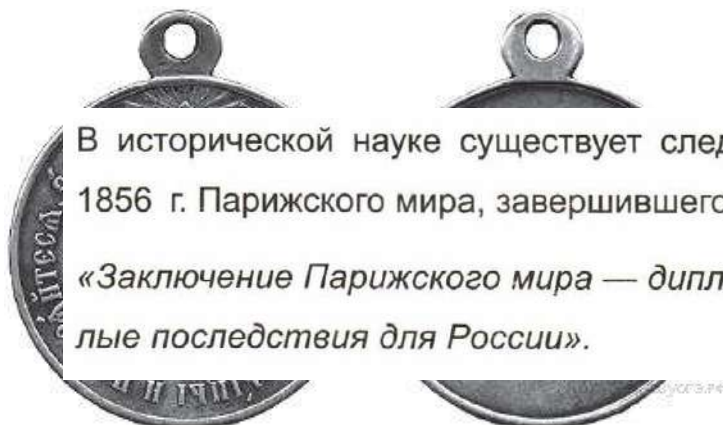 В исторической науке существует след
1856 г. Парижского мира, завершившего
«Заключение Парижского мира — дипл
лые последствия для России».